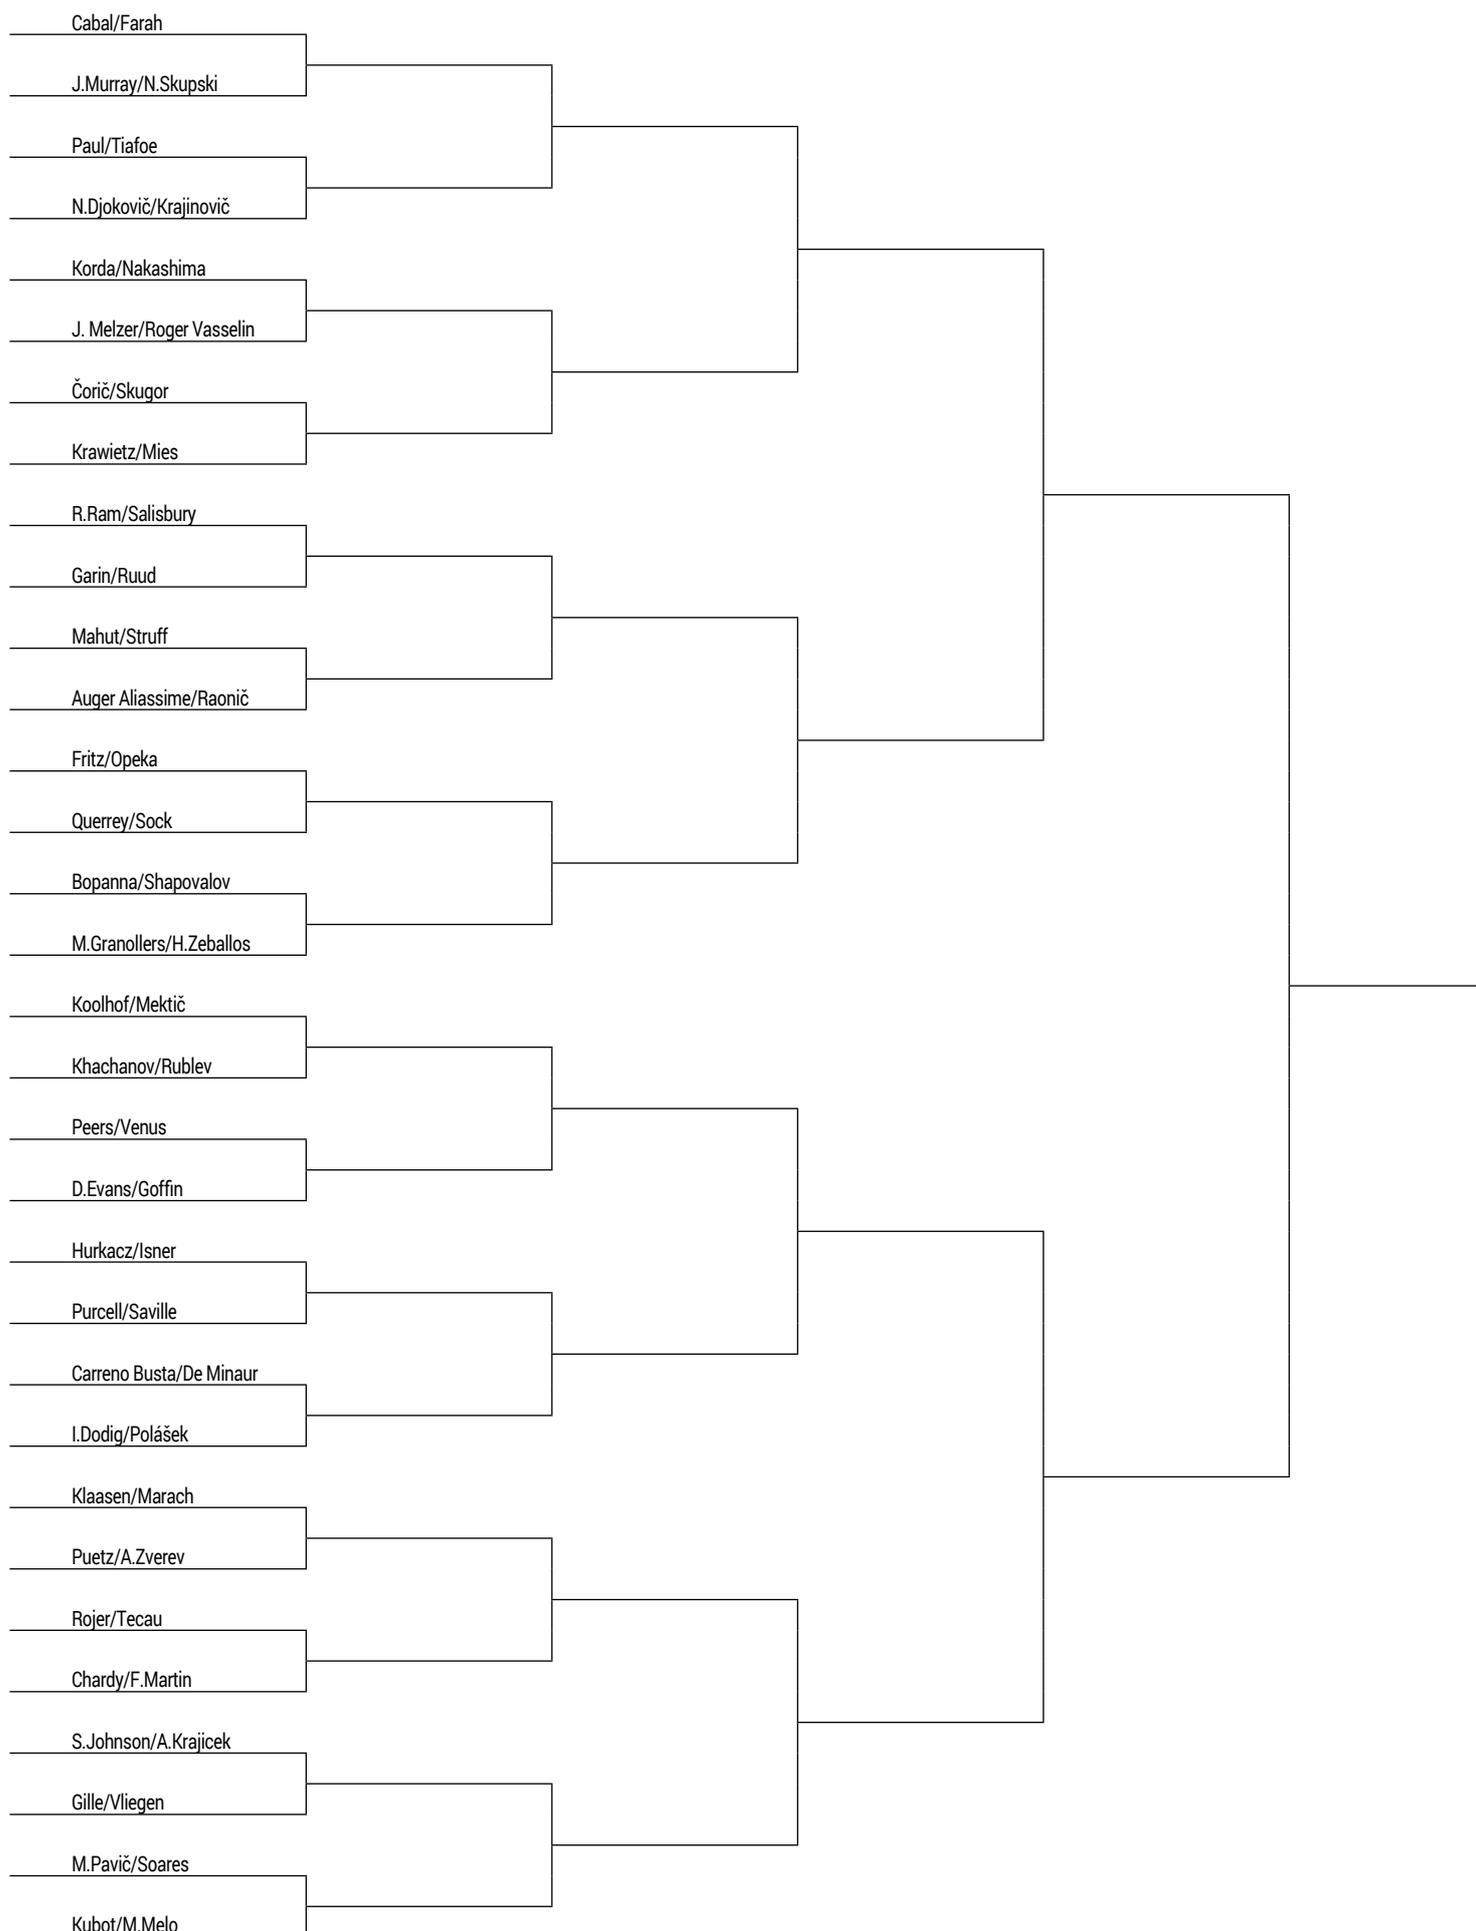 Cabal/Farah
J.Murray/N.Skupski
Paul/Tiafoe
N.Djokovič/Krajinovič
Korda/Nakashima
J. Melzer/Roger Vasselin
Čorič/Skugor
Krawietz/Mies
R.Ram/Salisbury
Garin/Ruud
Mahut/Struff
Auger Aliassime/Raonič
Fritz/Opeka
Querrey/Sock
Bopanna/Shapovalov
M.Granollers/H.Zeballos
Koolhof/Mektič
Khachanov/Rublev
Peers/Venus
D.Evans/Goffin
Hurkacz/Isner
Purcell/Saville
Carreno Busta/De Minaur
I.Dodig/Polášek
Klaasen/Marach
Puetz/A.Zverev
Rojer/Tecau
Chardy/F.Martin
S.Johnson/A.Krajicek
Gille/Vliegen
M.Pavič/Soares
Kubot/M.Melo